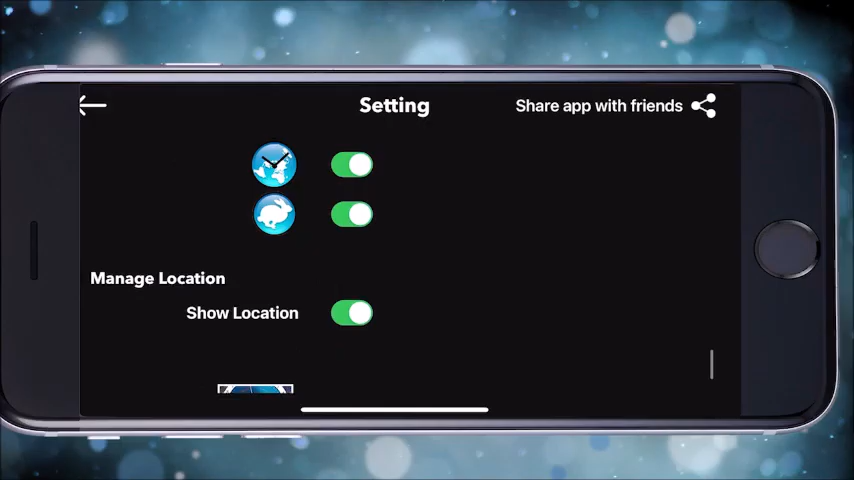 Setting
Share app with friends
Manage Location
Show Location